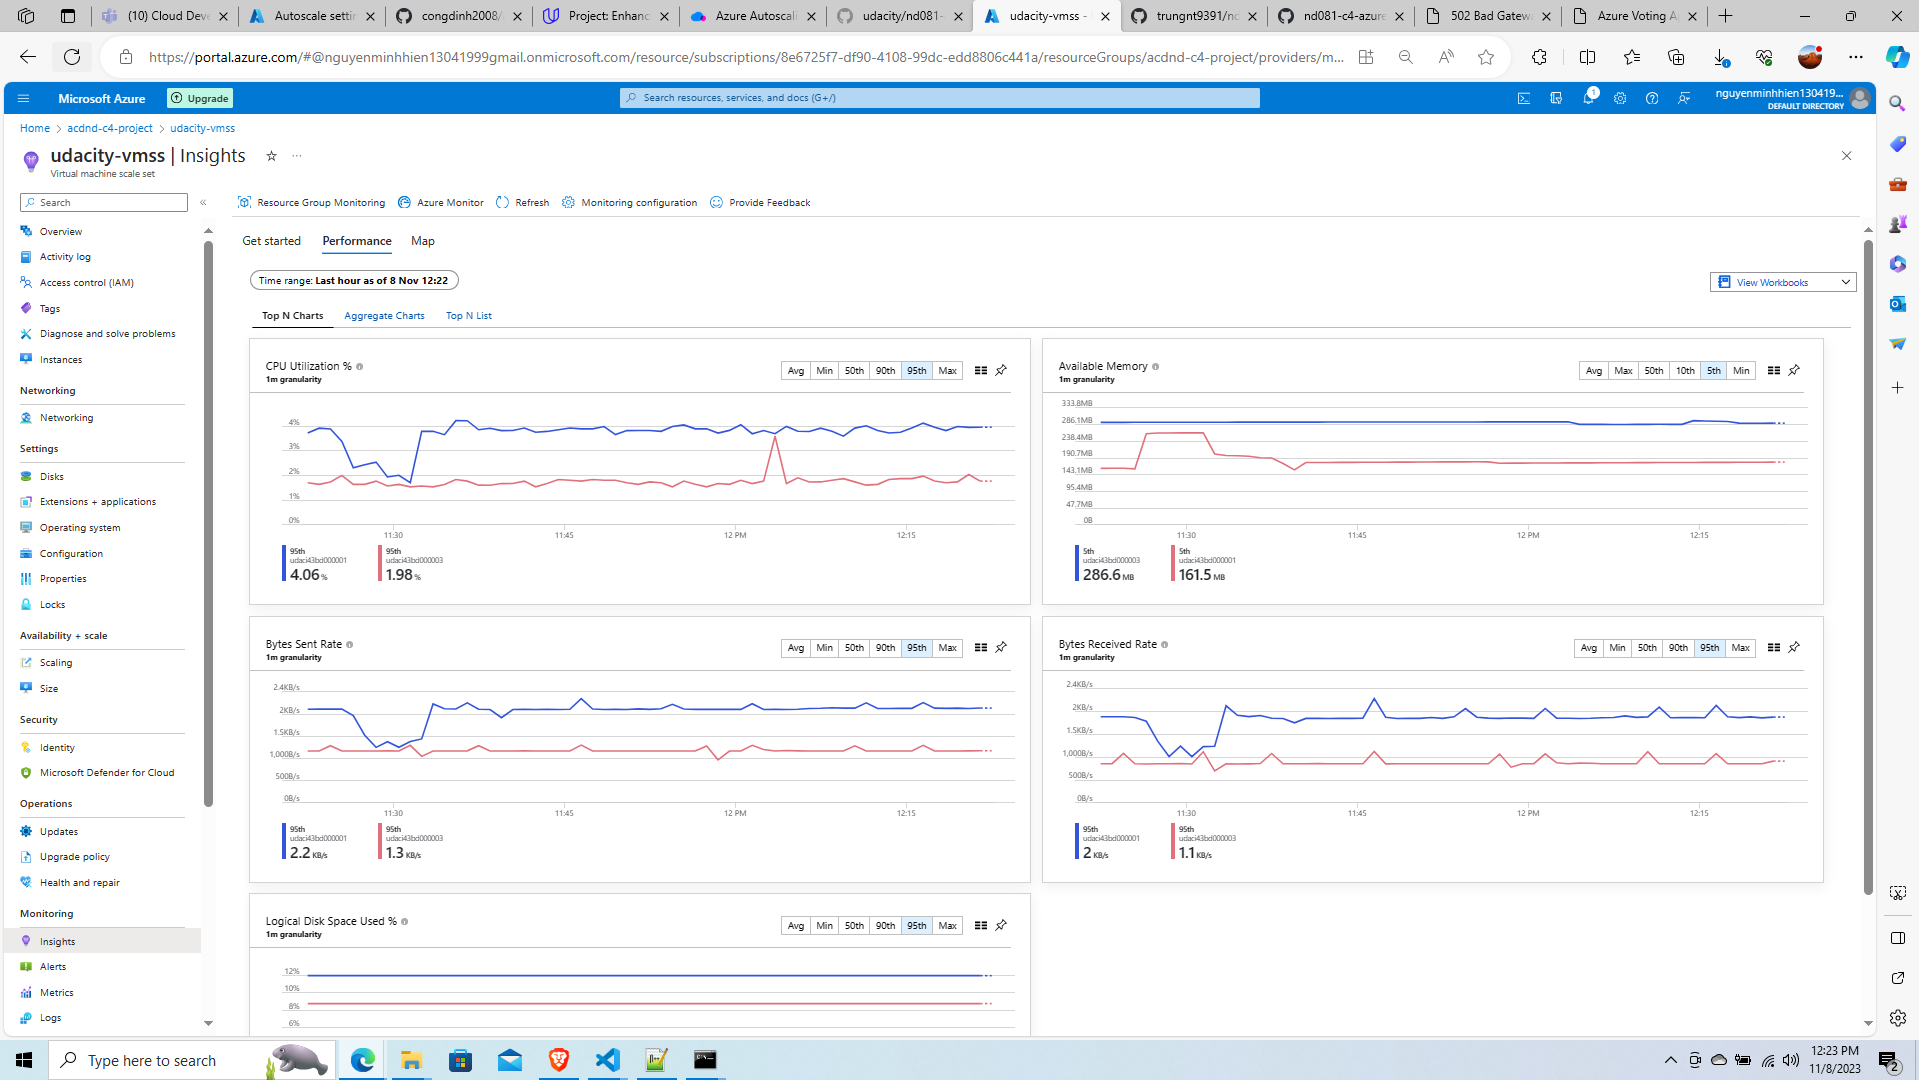 (10) Cloud Deve
Autoscale settin
congdinh2008/
Project: Enhanc
Azure Autoscali
udacity/nd081-
udacity-vmss -
trungnt9391/nd
nd081-c4-azure
502 Bad Gatew
Azure Voting A
https://portal.azure.com/#@nguyenminhhien13041999gmail.onmicrosoft.com/resource/subscriptions/8e6725f7-df90-4108-99dc-edd8806c441a/resourceGroups/acdnd-c4-project/providers/m...
Microsoft Azure
Upgrade
Search resources, services, and docs (G+/)
1
nguyenminhhien130419...
DEFAULT DIRECTORY
Home > acdnd-c4-project > udacity-vmss
udacity-vmss | Insights
Virtual machine scale set
Search
Overview
Activity log
Access control (IAM)
Tags
Diagnose and solve problems
Instances
Networking
Networking
Settings
Disks
Extensions + applications
Operating system
Configuration
Properties
Locks
Availability + scale
Scaling
Size
Security
Identity
Microsoft Defender for Cloud
Operations
Updates
Upgrade policy
Health and repair
Monitoring
Insights
Alerts
Metrics
Logs
Resource Group Monitoring
Azure Monitor
Refresh
Monitoring configuration
Provide Feedback
Get started
Performance
Map
Time range: Last hour as of 8 Nov 12:22
View Workbooks
Top N Charts
Aggregate Charts
Top N List
CPU Utilization %
1m granularity
Avg Min 50th 90th 95th Max
4%
3%
2%
1%
0%
11:30 11:45 12 PM 12:15
95th
udaci43bd000001
4.06 %
95th
udaci43bd000003
1.98 %
Available Memory
1m granularity
Avg Max 50th 10th 5th Min
333.8MB
286.1MB
238.4MB
190.7MB
143.1MB
95.4MB
47.7MB
0B
11:30 11:45 12 PM 12:15
5th
udaci43bd000003
286.6 MB
5th
udaci43bd000001
161.5 MB
Bytes Sent Rate
1m granularity
Avg Min 50th 90th 95th Max
2.4KB/s
2KB/s
1.5KB/s
1,000B/s
500B/s
0B/s
11:30 11:45 12 PM 12:15
95th
udaci43bd000001
2.2 KB/s
95th
udaci43bd000003
1.3 KB/s
Bytes Received Rate
1m granularity
Avg Min 50th 90th 95th Max
2.4KB/s
2KB/s
1.5KB/s
1,000B/s
500B/s
0B/s
11:30 11:45 12 PM 12:15
95th
udaci43bd000001
2 KB/s
95th
udaci43bd000003
1.1 KB/s
Logical Disk Space Used %
1m granularity
Avg Min 50th 90th 95th Max
12%
10%
8%
6%
Type here to search
12:23 PM
11/8/2023
2